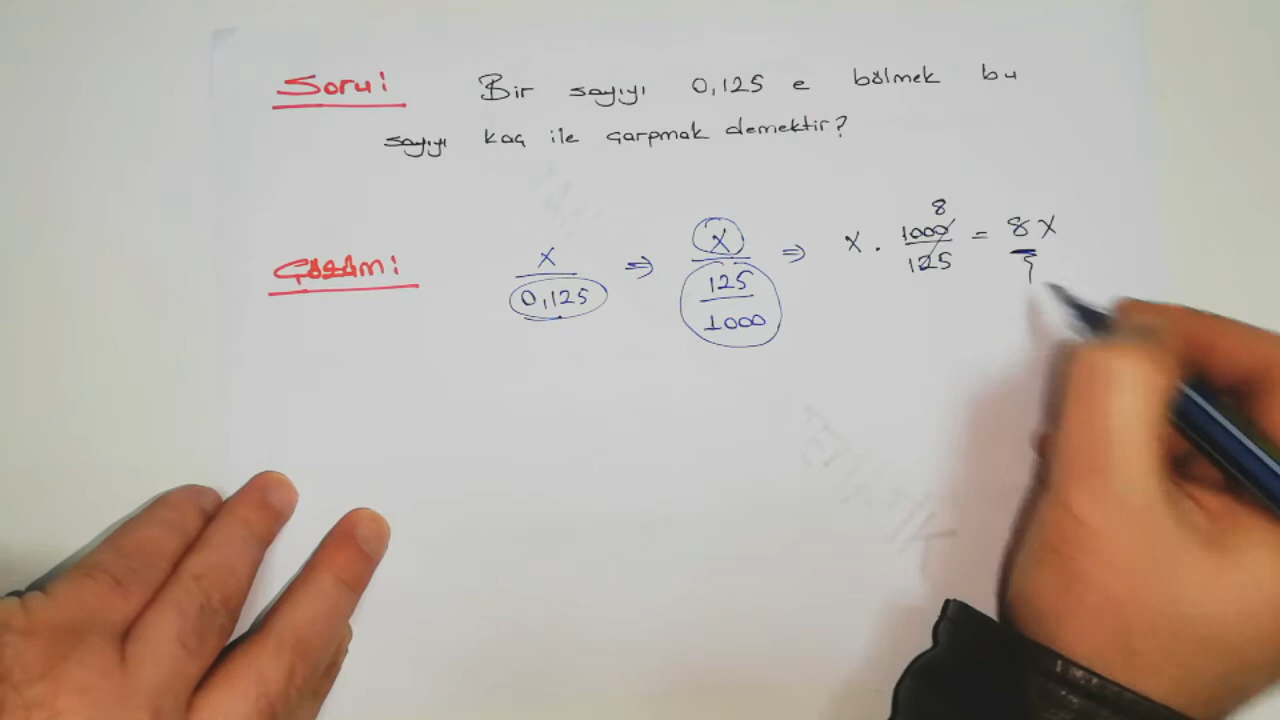 Soru:
Bir sayıyı 0,125 e bölmek bu
sayıyı kaç ile çarpmak demektir?
Çözüm:
x / 0,125 ⇒ x / (125 / 1000) ⇒ x . 1000 / 125 = 8x
8